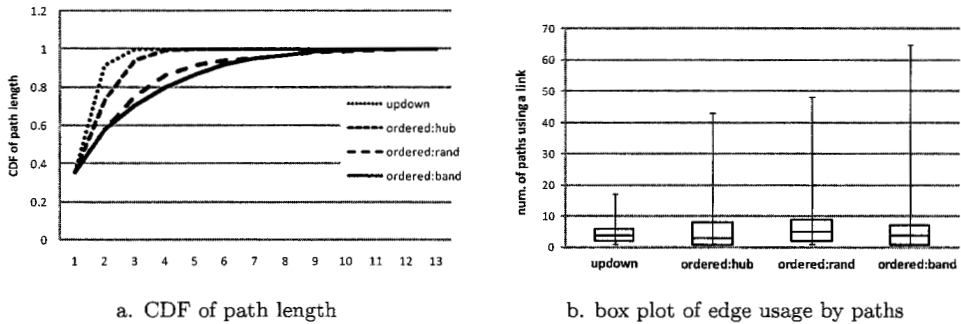 1.2
1
0.8
0.6
0.4
0.2
0
CDF of path length
1 2 3 4 5 6 7 8 9 10 11 12 13
updown
ordered:hub
ordered:rand
ordered:band
a. CDF of path length
70
60
50
40
30
20
10
0
num. of paths using a link
updown ordered:hub ordered:rand ordered:band
b. box plot of edge usage by paths